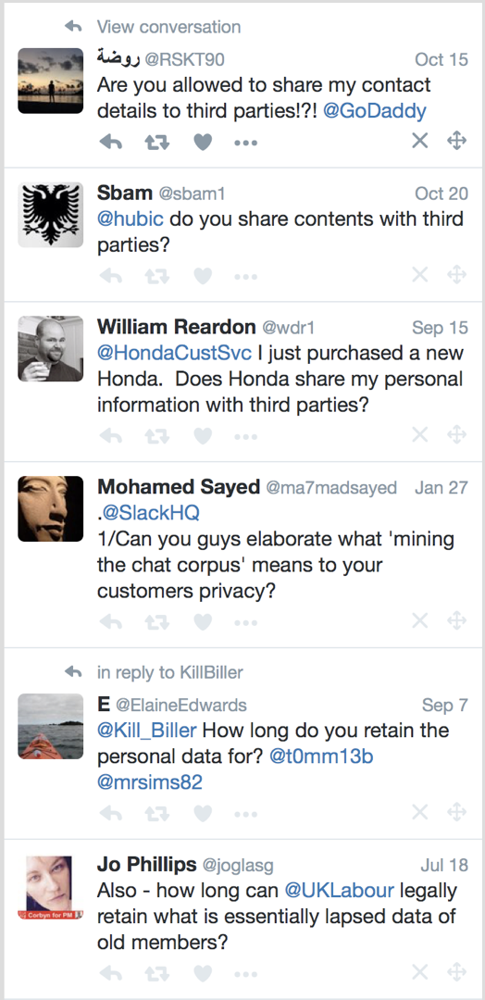 View conversation
روضة @RSKT90 Oct 15
Are you allowed to share my contact
details to third parties!?! @GoDaddy
Sbam @sbam1 Oct 20
@hubic do you share contents with third
parties?
William Reardon @wdr1 Sep 15
@HondaCustSvc I just purchased a new
Honda.  Does Honda share my personal
information with third parties?
Mohamed Sayed @ma7madsayed Jan 27
.@SlackHQ
1/Can you guys elaborate what 'mining
the chat corpus' means to your
customers privacy?
in reply to KillBiller
E @ElaineEdwards Sep 7
@Kill_Biller How long do you retain the
personal data for? @t0mm13b
@mrsims82
Jo Phillips @joglasg Jul 18
Also - how long can @UKLabour legally
retain what is essentially lapsed data of
old members?
Corbyn for PM